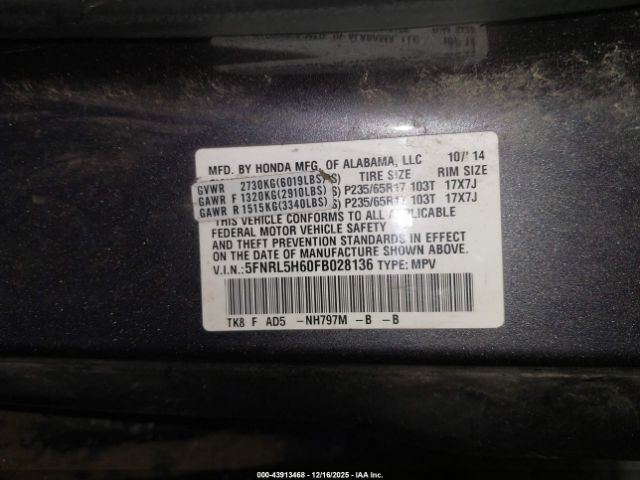 MFD. BY HONDA MFG. OF ALABAMA, LLC 10/'14
TIRE SIZE RIM SIZE
GVWR 2730KG(6019LBS)
GAWR F 1320KG(2910LBS) S) P235/65R17 103T 17X7J
GAWR R 1515KG(3340LBS) S) P235/65R17 103T 17X7J
THIS VEHICLE CONFORMS TO ALL APPLICABLE
FEDERAL MOTOR VEHICLE SAFETY
AND THEFT PREVENTION STANDARDS IN EFFECT
ON THE DATE OF MANUFACTURE SHOWN ABOVE.
V.I.N.: 5FNRL5H60FB028136 TYPE: MPV
TK8 F AD5 -NH797M -B -B
000-43913468 - 12/16/2025 - IAA Inc.